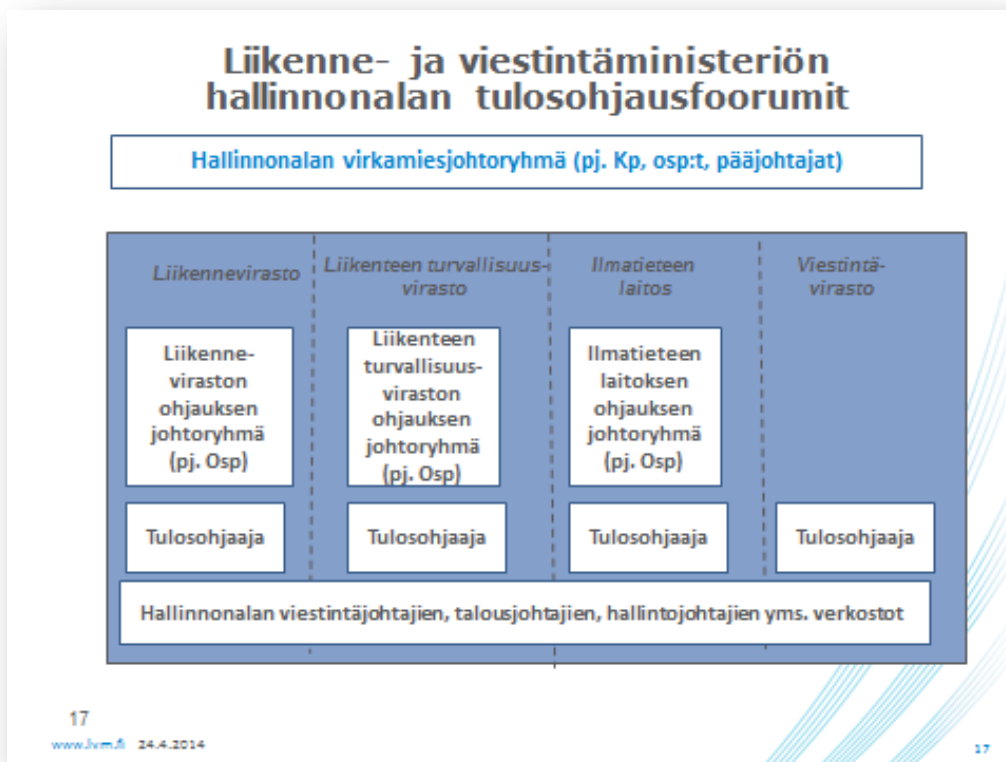 Liikenne- ja viestintäministeriön
hallinnonalan tulosohjausfoorumit
Hallinnonalan virkamiesjohtoryhmä (pj. Kp, osp:t, pääjohtajat)
Liikennevirasto
Liikenteen turvallisuus-
virasto
Ilmatieteen
laitos
Viestintä-
virasto
Liikenne-
viraston
ohjauksen
johtoryhmä
(pj. Osp)
Liikenteen
turvallisuus-
viraston
ohjauksen
johtoryhmä
(pj. Osp)
Ilmatieteen
laitoksen
ohjauksen
johtoryhmä
(pj. Osp)
Tulosohjaaja
Tulosohjaaja
Tulosohjaaja
Tulosohjaaja
Hallinnonalan viestintäjohtajien, talousjohtajien, hallintojohtajien yms. verkostot
17
www.lvm.fi 24.4.2014
17